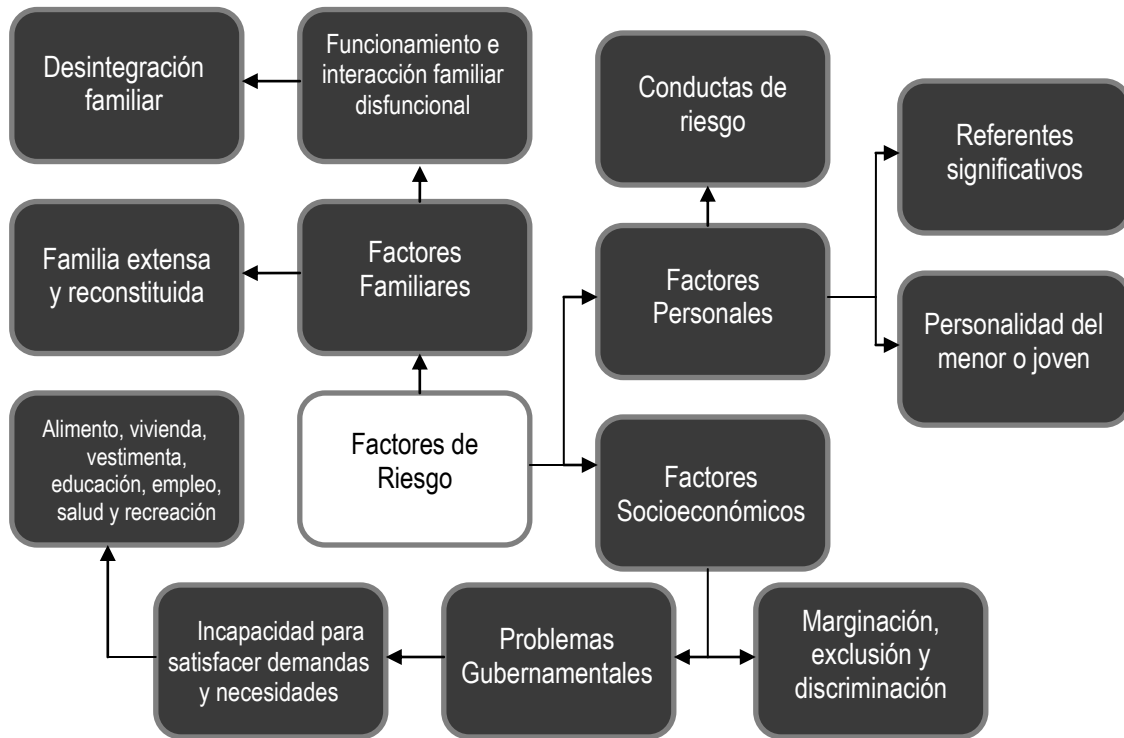 Desintegración
familiar
Funcionamiento e
interacción familiar
disfuncional
Conductas de
riesgo
Referentes
significativos
Familia extensa
y reconstituida
Factores
Familiares
Factores
Personales
Personalidad del
menor o joven
Alimento, vivienda,
vestimenta,
educación, empleo,
salud y recreación
Factores de
Riesgo
Factores
Socioeconómicos
Incapacidad para
satisfacer demandas
y necesidades
Problemas
Gubernamentales
Marginación,
exclusión y
discriminación